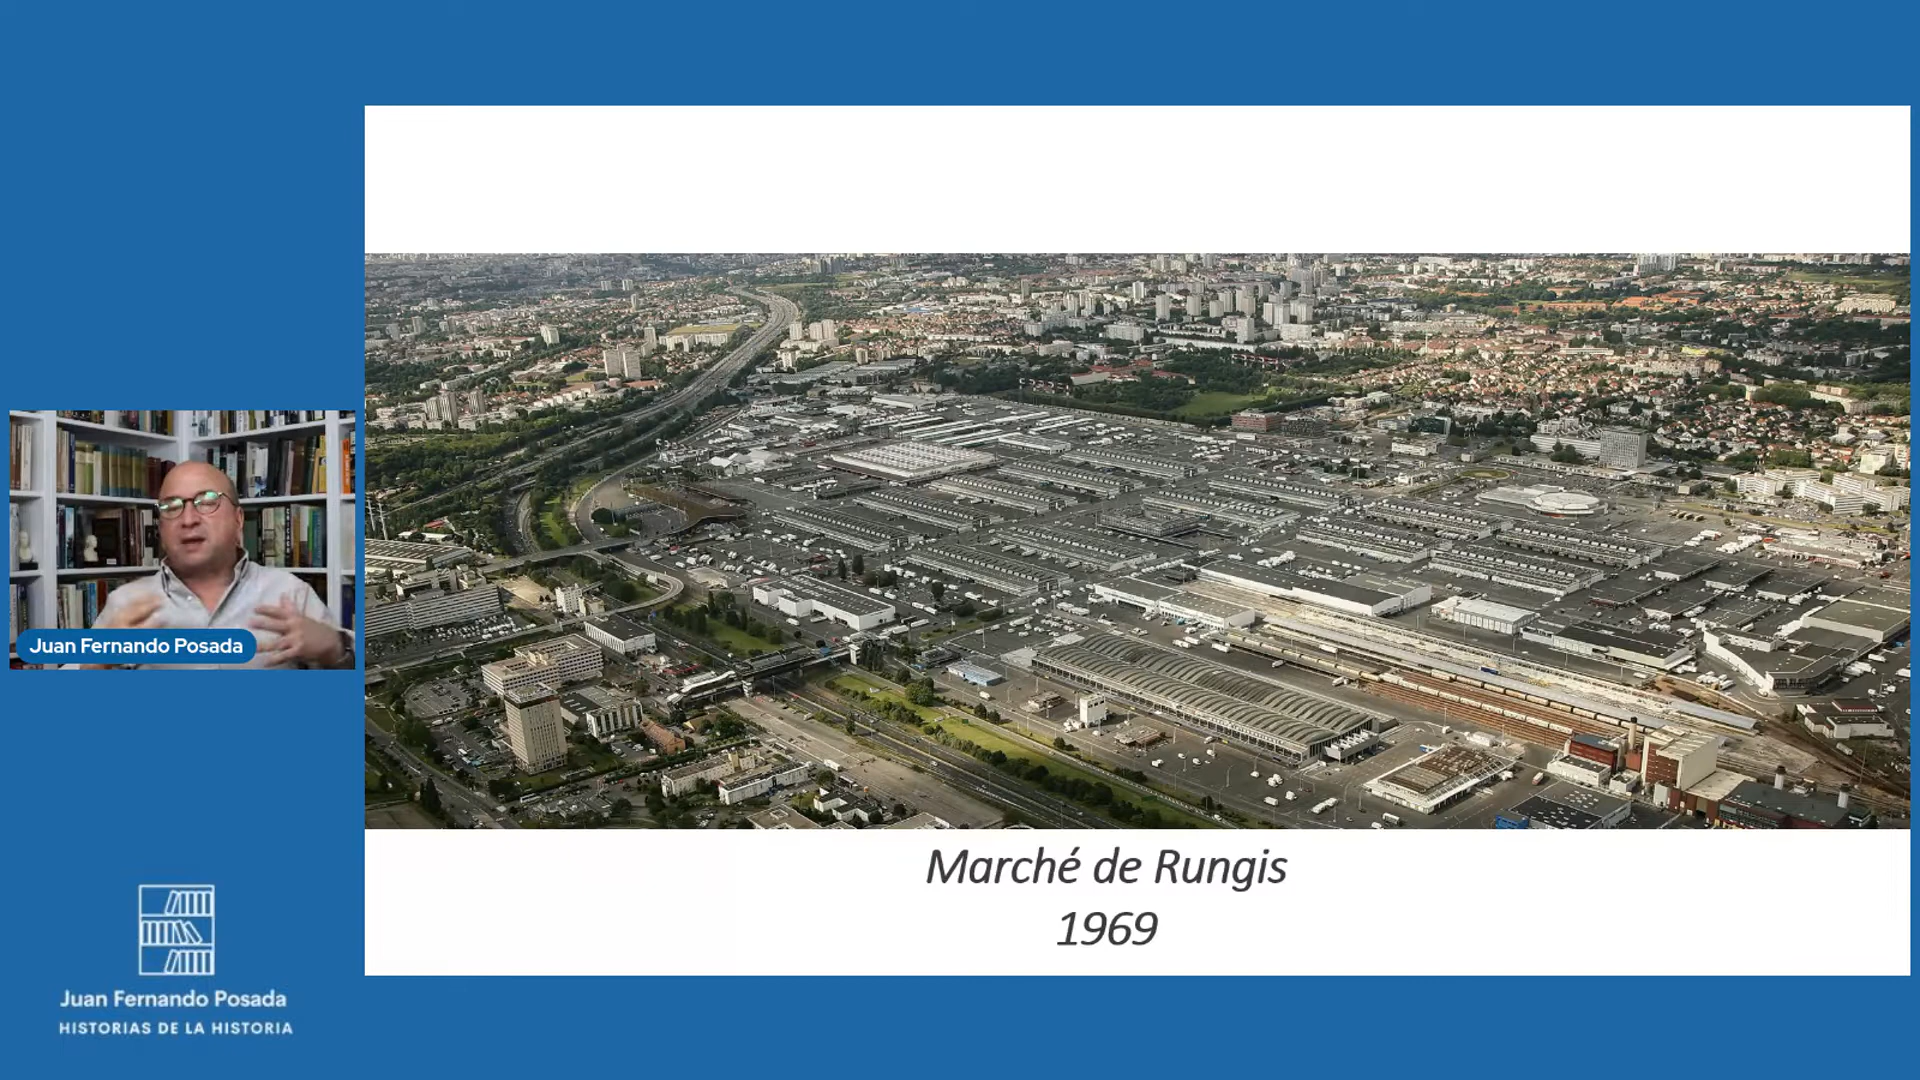 Juan Fernando Posada
Marché de Rungis
1969
Juan Fernando Posada
HISTORIAS DE LA HISTORIA